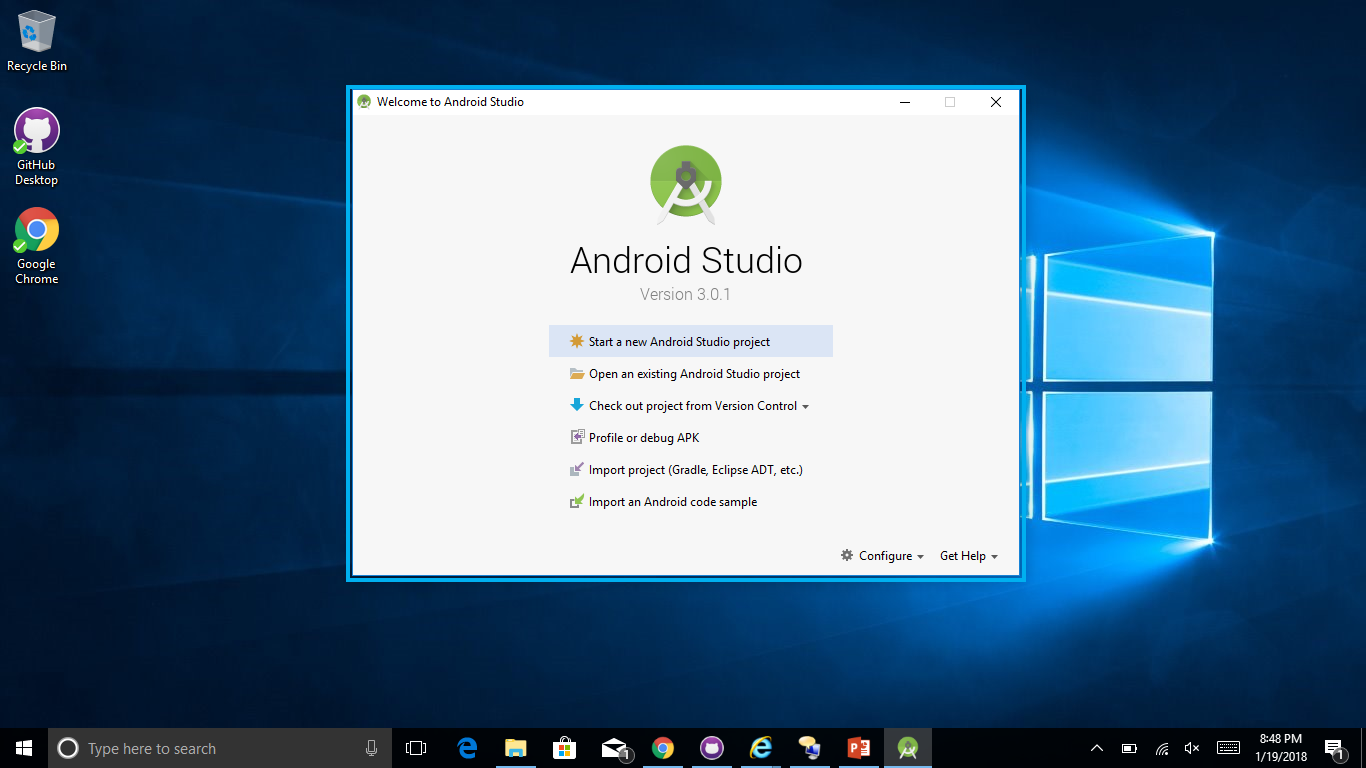 Recycle Bin
GitHub
Desktop
Google
Chrome
Welcome to Android Studio
Android Studio
Version 3.0.1
Start a new Android Studio project
Open an existing Android Studio project
Check out project from Version Control
Profile or debug APK
Import project (Gradle, Eclipse ADT, etc.)
Import an Android code sample
Configure
Get Help
Type here to search
1
8:48 PM
1/19/2018
1